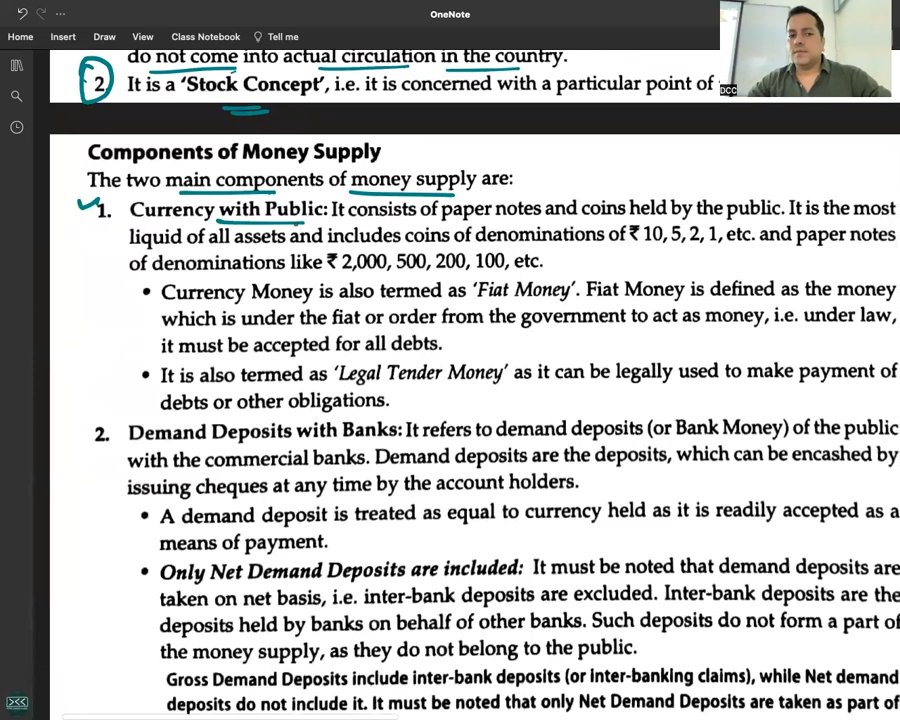 OneNote
Home Insert Draw View Class Notebook Tell me
do not come into actual circulation in the country.
2. It is a 'Stock Concept', i.e. it is concerned with a particular point of
DCC
Components of Money Supply
The two main components of money supply are:
1. Currency with Public: It consists of paper notes and coins held by the public. It is the most
liquid of all assets and includes coins of denominations of ₹ 10, 5, 2, 1, etc. and paper notes
of denominations like ₹ 2,000, 500, 200, 100, etc.
• Currency Money is also termed as 'Fiat Money'. Fiat Money is defined as the money
which is under the fiat or order from the government to act as money, i.e. under law,
it must be accepted for all debts.
• It is also termed as 'Legal Tender Money' as it can be legally used to make payment of
debts or other obligations.
2. Demand Deposits with Banks: It refers to demand deposits (or Bank Money) of the public
with the commercial banks. Demand deposits are the deposits, which can be encashed by
issuing cheques at any time by the account holders.
• A demand deposit is treated as equal to currency held as it is readily accepted as a
means of payment.
• Only Net Demand Deposits are included: It must be noted that demand deposits are
taken on net basis, i.e. inter-bank deposits are excluded. Inter-bank deposits are the
deposits held by banks on behalf of other banks. Such deposits do not form a part of
the money supply, as they do not belong to the public.
Gross Demand Deposits include inter-bank deposits (or inter-banking claims), while Net demand
deposits do not include it. It must be noted that only Net Demand Deposits are taken as part of